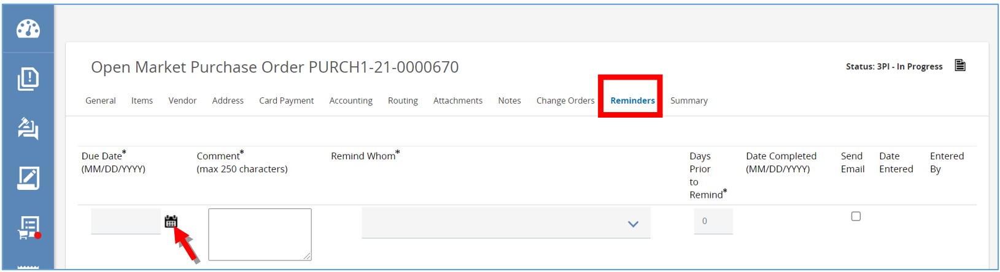 Open Market Purchase Order PURCH1-21-0000670
Status: 3PI - In Progress
General Items Vendor Address Card Payment Accounting Routing Attachments Notes Change Orders Reminders Summary
Due Date*
(MM/DD/YYYY)
Comment*
(max 250 characters)
Remind Whom*
Days
Prior
to
Remind*
Date Completed
(MM/DD/YYYY)
Send
Email
Date
Entered
Entered
By
0